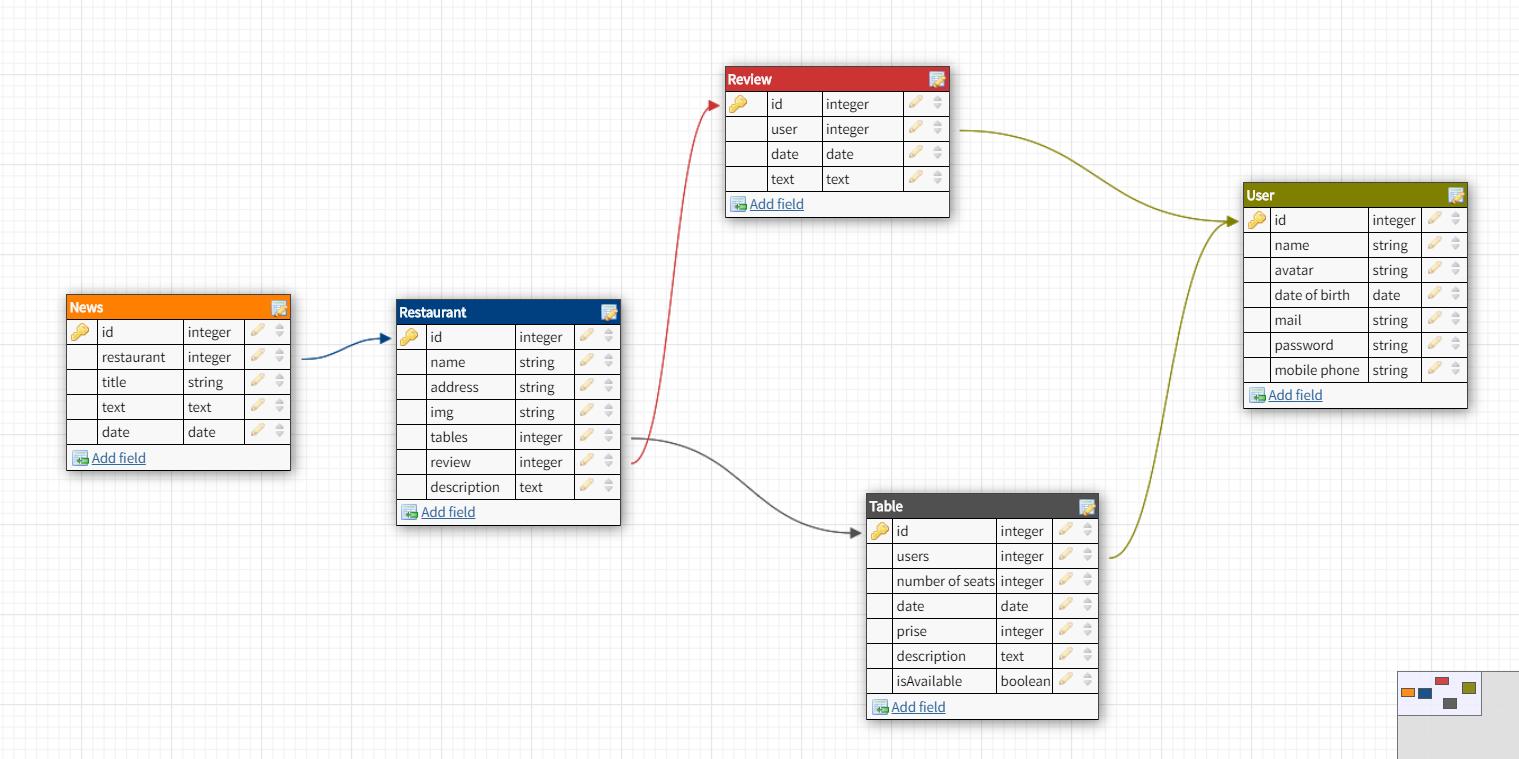 Review
id integer
user integer
date date
text text
Add field
User
id integer
name string
avatar string
date of birth date
mail string
password string
mobile phone string
Add field
News
id integer
restaurant integer
title string
text text
date date
Add field
Restaurant
id integer
name string
address string
img string
tables integer
review integer
description text
Add field
Table
id integer
users integer
number of seats integer
date date
prise integer
description text
isAvailable boolean
Add field